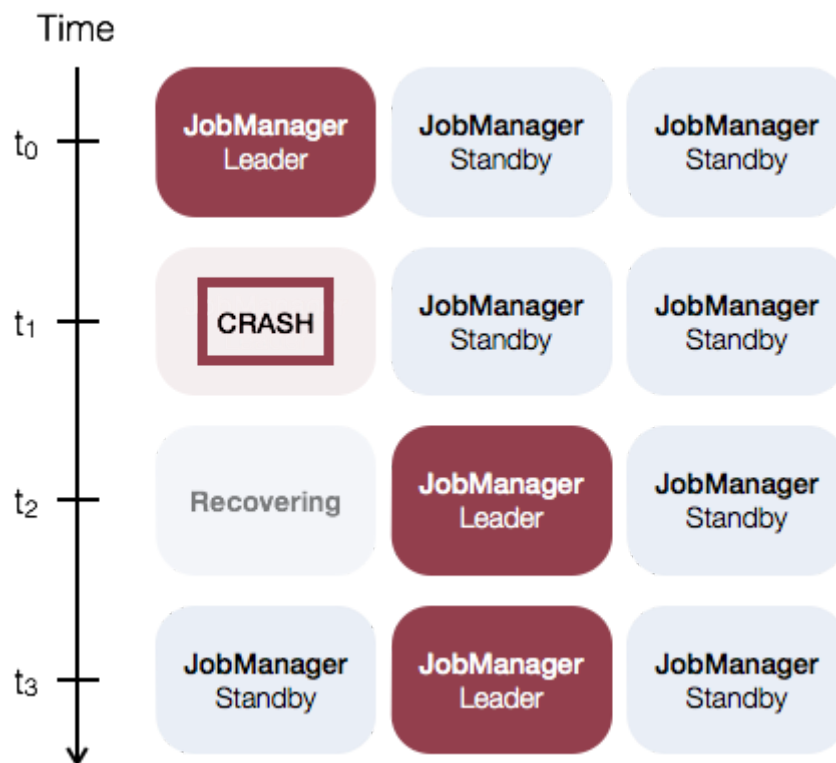 Time
t0
JobManager
Leader
JobManager
Standby
JobManager
Standby
t1
CRASH
JobManager
Standby
JobManager
Standby
t2
Recovering
JobManager
Leader
JobManager
Standby
t3
JobManager
Standby
JobManager
Leader
JobManager
Standby